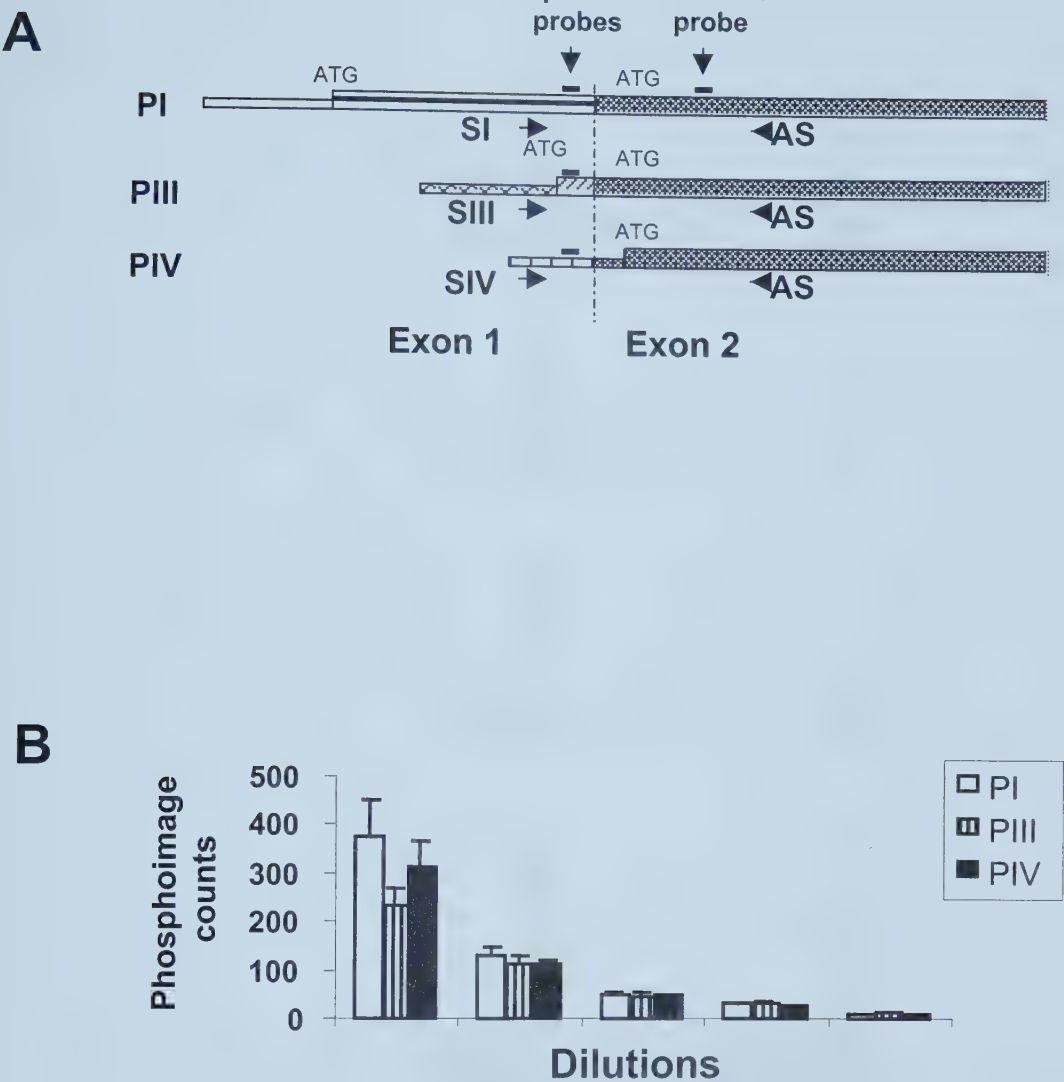 A
probes probe
ATG ATG
PI
SI AS
ATG ATG
PIII
SIII AS
ATG
PIV
SIV AS
Exon 1 Exon 2
B
Phosphoimage counts
500
400
300
200
100
0
PI
PIII
PIV
Dilutions